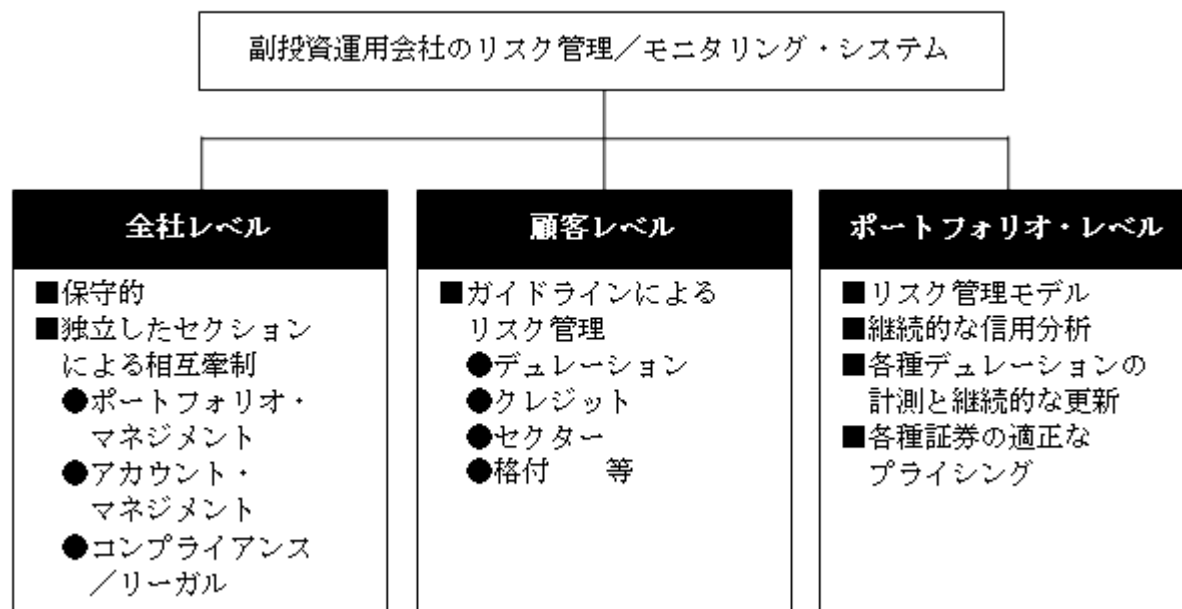 副投資運用会社のリスク管理／モニタリング・システム
全社レベル
■保守的
■独立したセクション
による相互牽制
●ポートフォリオ・
マネジメント
●アカウント・
マネジメント
●コンプライアンス
／リーガル
顧客レベル
■ガイドラインによる
リスク管理
●デュレーション
●クレジット
●セクター
●格付　等
ポートフォリオ・レベル
■リスク管理モデル
■継続的な信用分析
■各種デュレーションの
計測と継続的な更新
■各種証券の適正な
プライシング